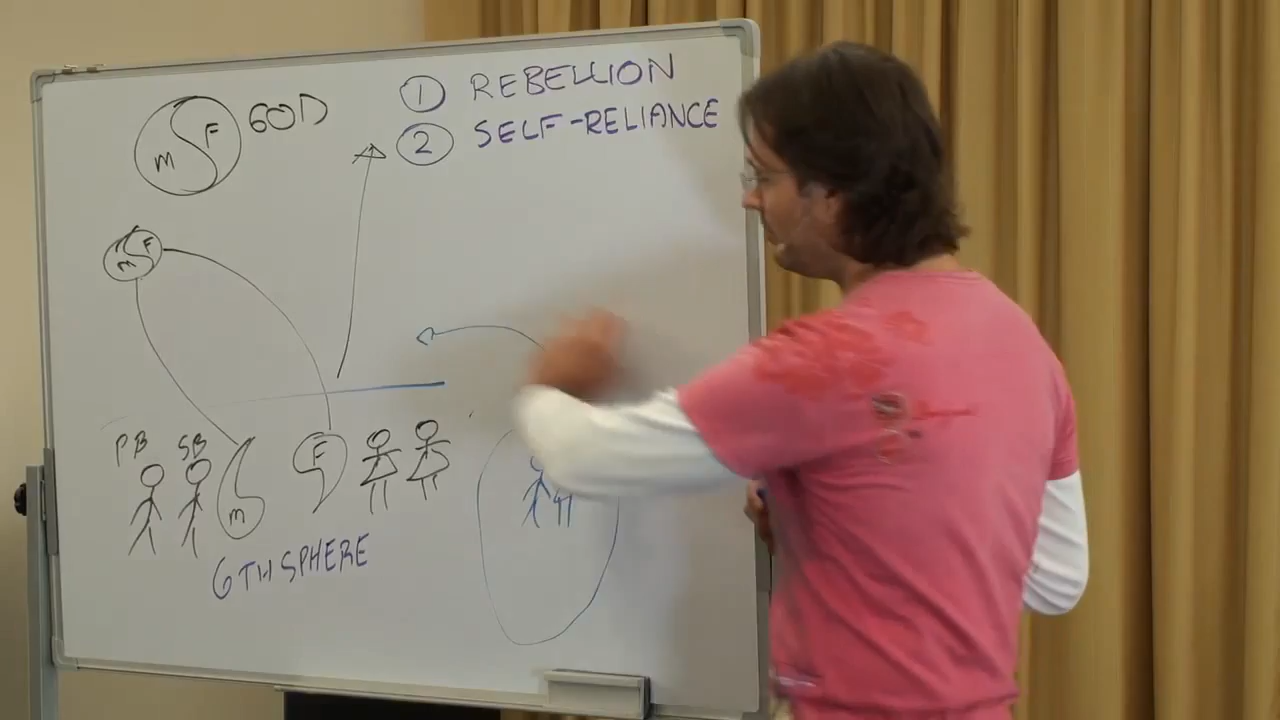 M F GOD
1 REBELLION
2 SELF-RELIANCE
M F
PB SB
M F
6TH SPHERE